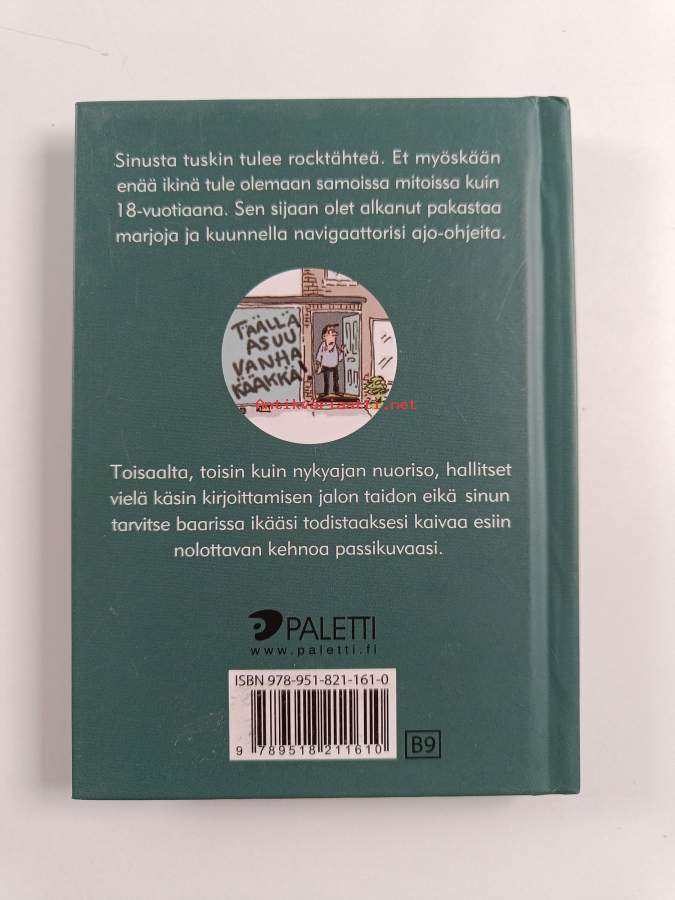 Sinusta tuskin tulee rocktähteä. Et myöskään
enää ikinä tule olemaan samoissa mitoissa kuin
18-vuotiaana. Sen sijaan olet alkanut pakastaa
marjoja ja kuunnella navigaattorisi ajo-ohjeita.
TÄÄLLÄ
ASUU
VANHA
KÄÄKKÄ!
Antikvariaatti.net
Toisaalta, toisin kuin nykyajan nuoriso, hallitset
vielä käsin kirjoittamisen jalon taidon eikä sinun
tarvitse baarissa ikääsi todistaaksesi kaivaa esiin
nolottavan kehnoa passikuvaasi.
PALETTI
www.paletti.fi
ISBN 978-951-821-161-0
9 789518 211610
B9